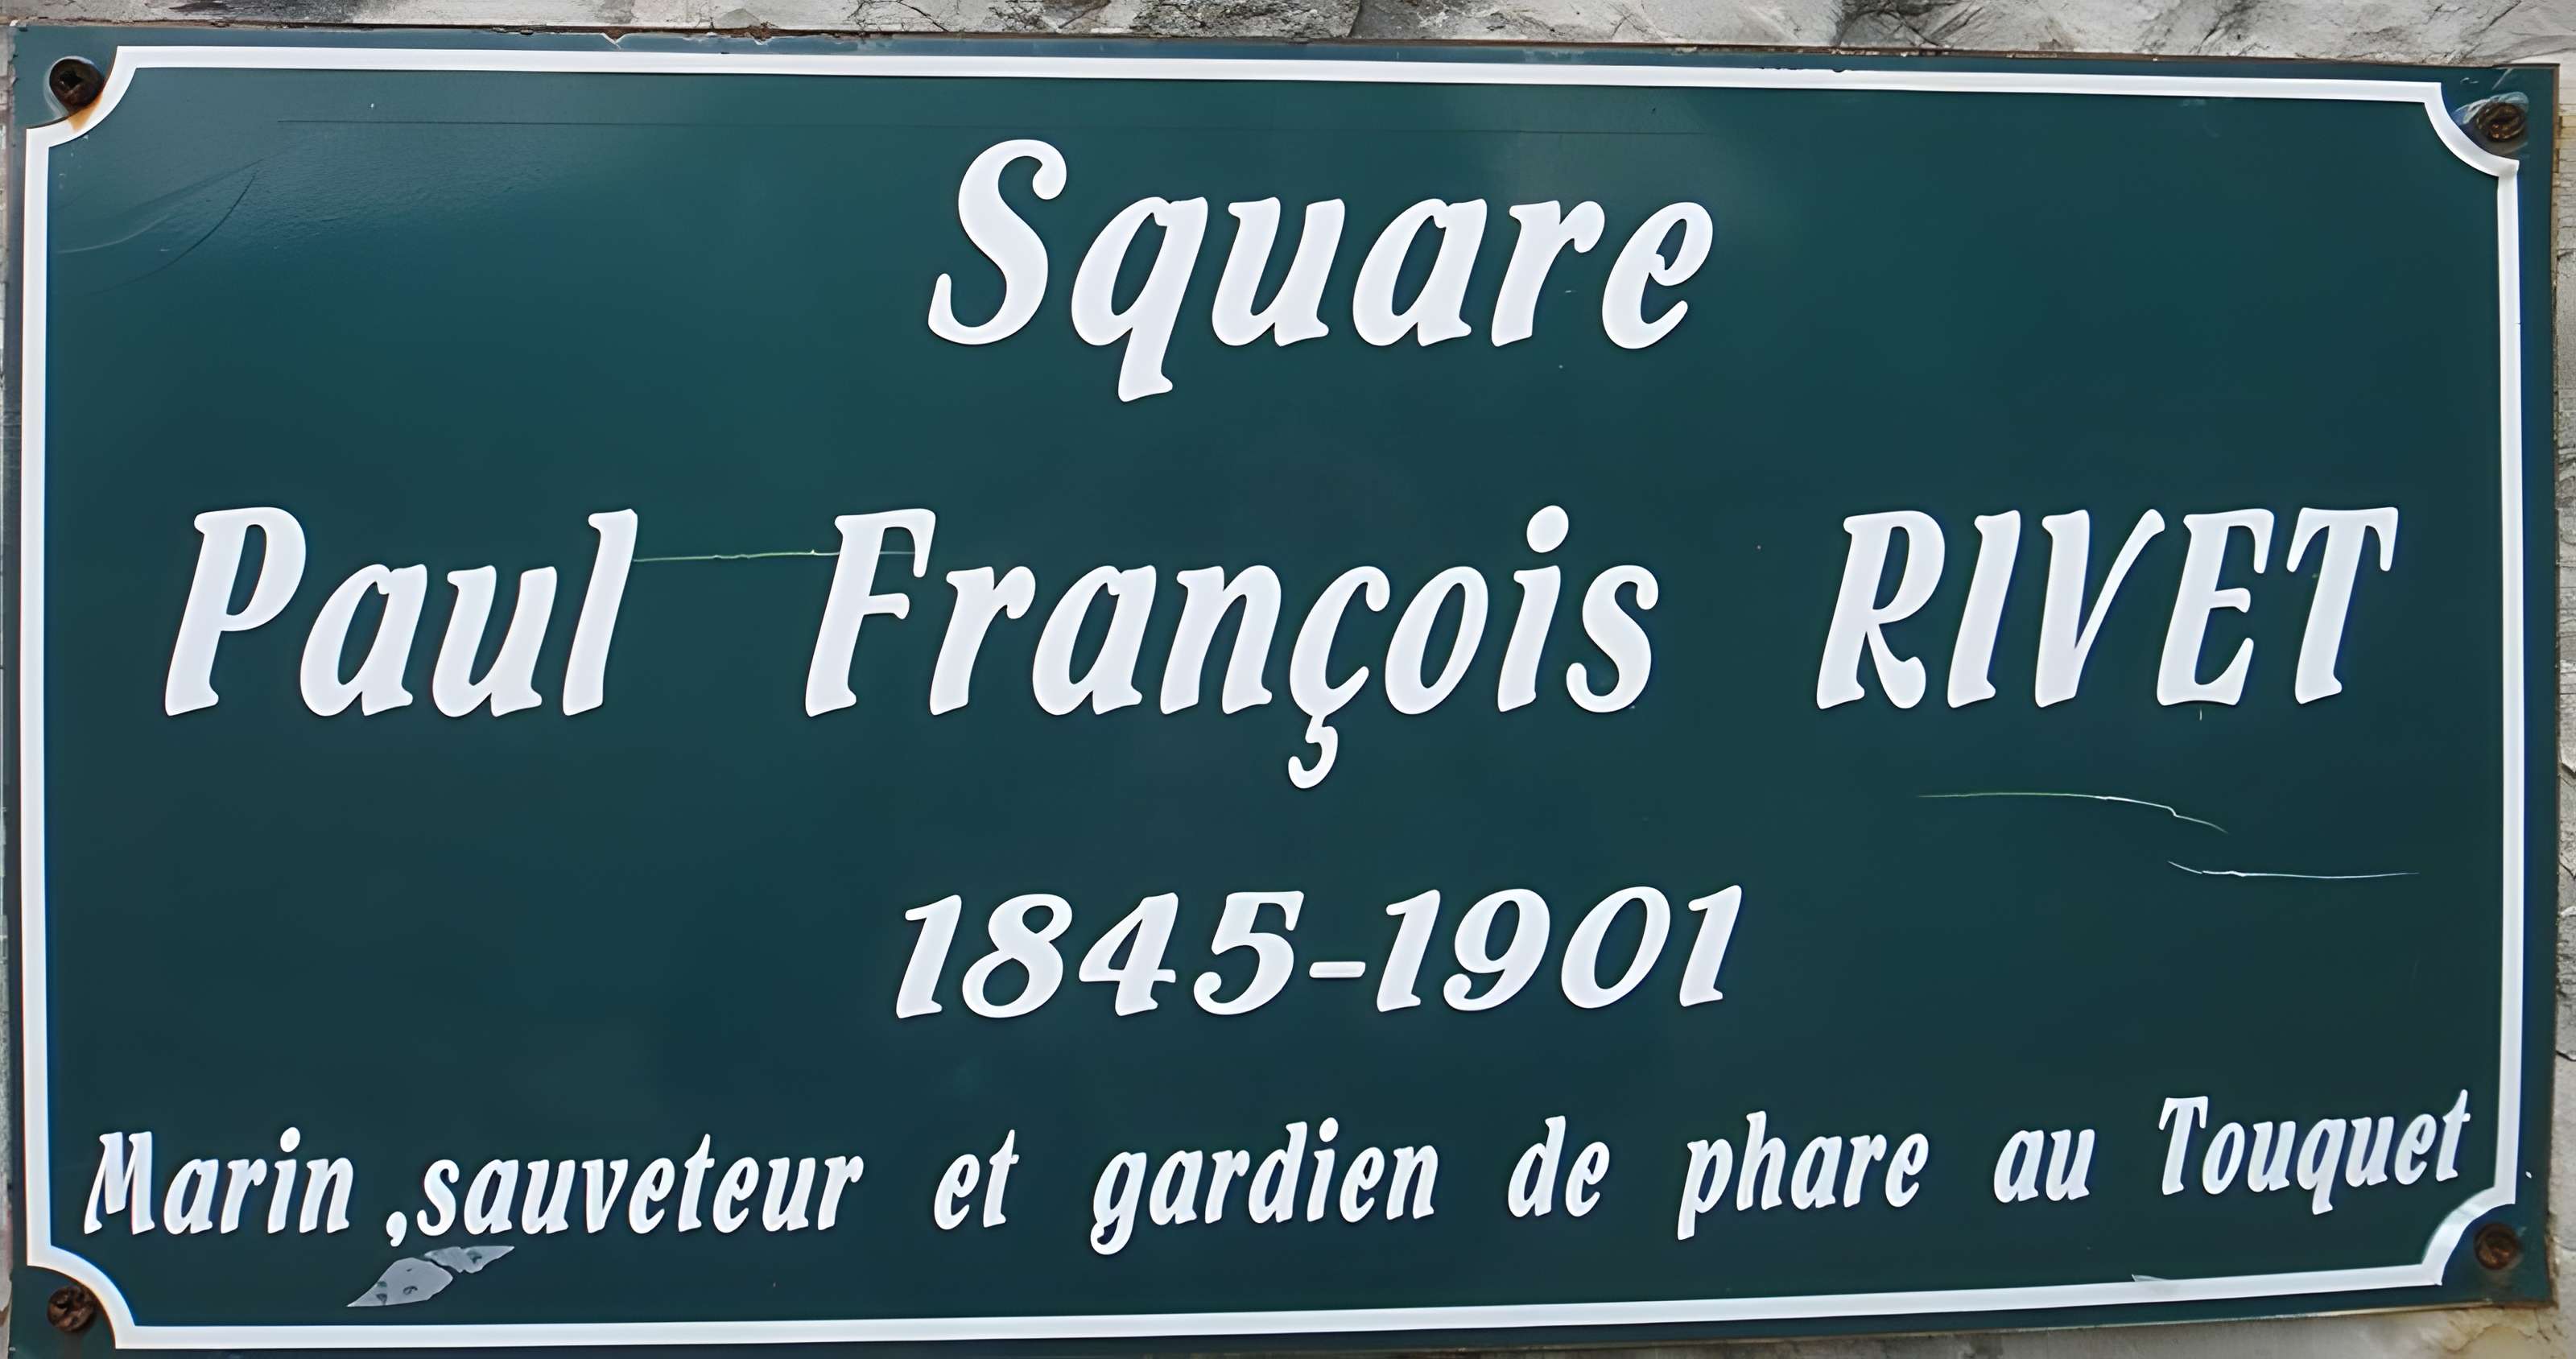 Square
Paul François RIVET
1845-1901
Marin ,sauveteur et gardien de phare au Touquet